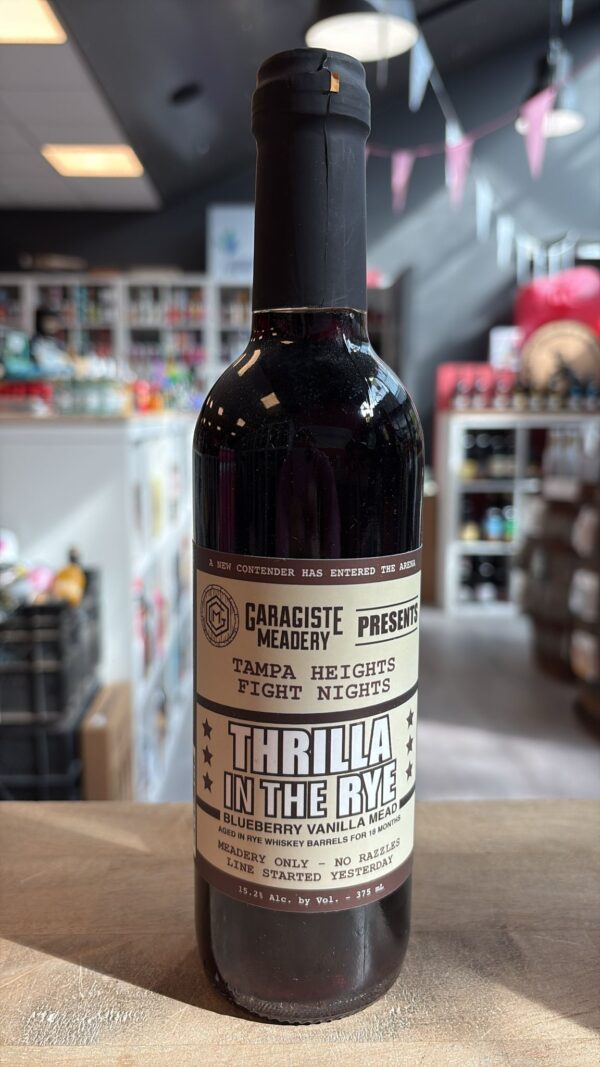 A NEW CONTENDER HAS ENTERED THE ARENA
GARAGISTE
MEADERY
PRESENTS
TAMPA HEIGHTS
FIGHT NIGHTS
THRILLA
IN THE RYE
BLUEBERRY VANILLA MEAD
AGED IN RYE WHISKEY BARRELS FOR 18 MONTHS
MEADERY ONLY - NO RAZZLES
LINE STARTED YESTERDAY
15.2% Alc. by Vol. - 375 mL